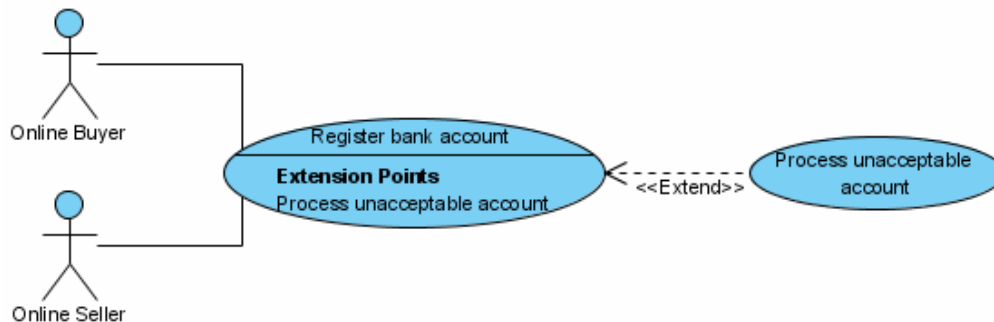 Online Buyer
Register bank account
Extension Points
Process unacceptable account
<<Extend>>
Process unacceptable
account
Online Seller